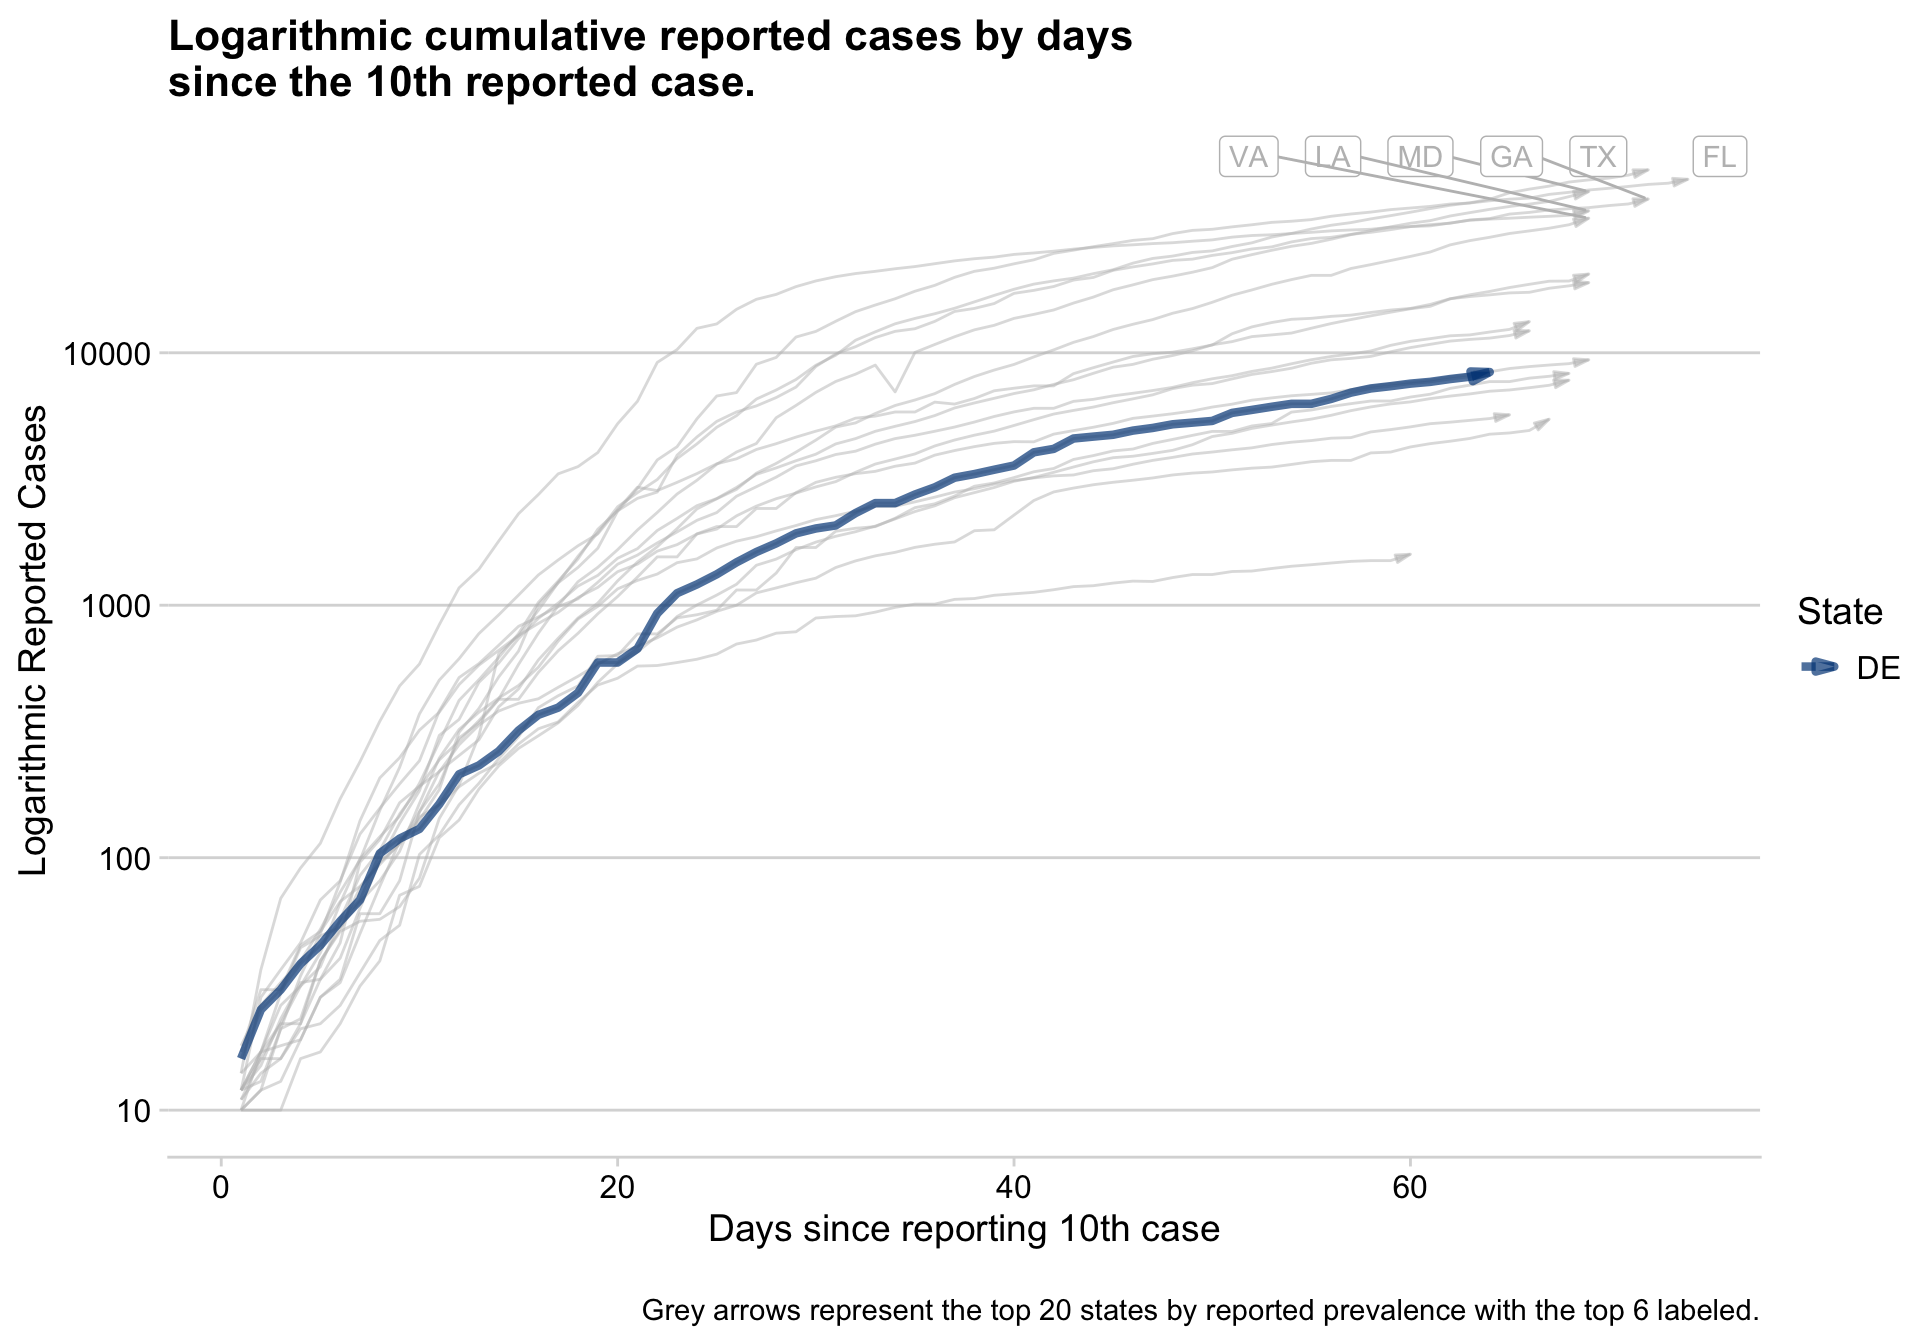 Logarithmic cumulative reported cases by days
since the 10th reported case.
VA LA MD GA TX FL
10000
1000
100
10
Logarithmic Reported Cases
State
DE
0 20 40 60
Days since reporting 10th case
Grey arrows represent the top 20 states by reported prevalence with the top 6 labeled.